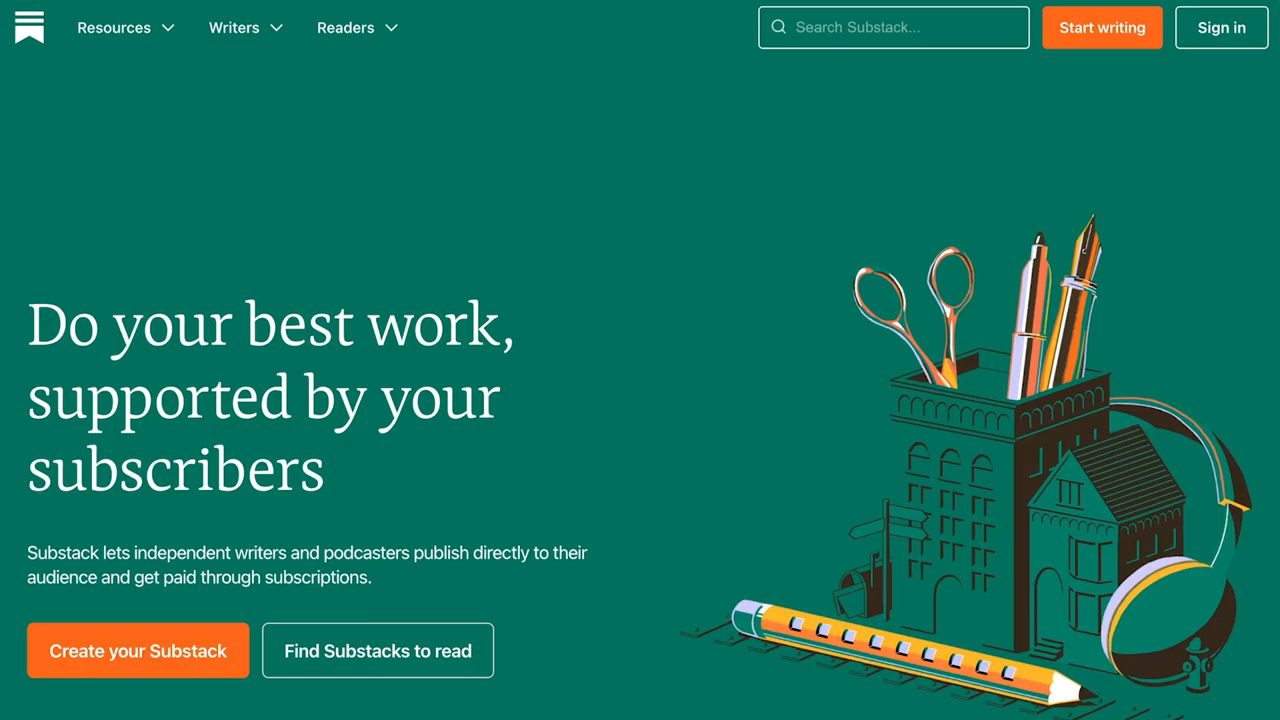 Resources
Writers
Readers
Search Substack...
Start writing
Sign in
Do your best work,
supported by your
subscribers
Substack lets independent writers and podcasters publish directly to their
audience and get paid through subscriptions.
Create your Substack
Find Substacks to read